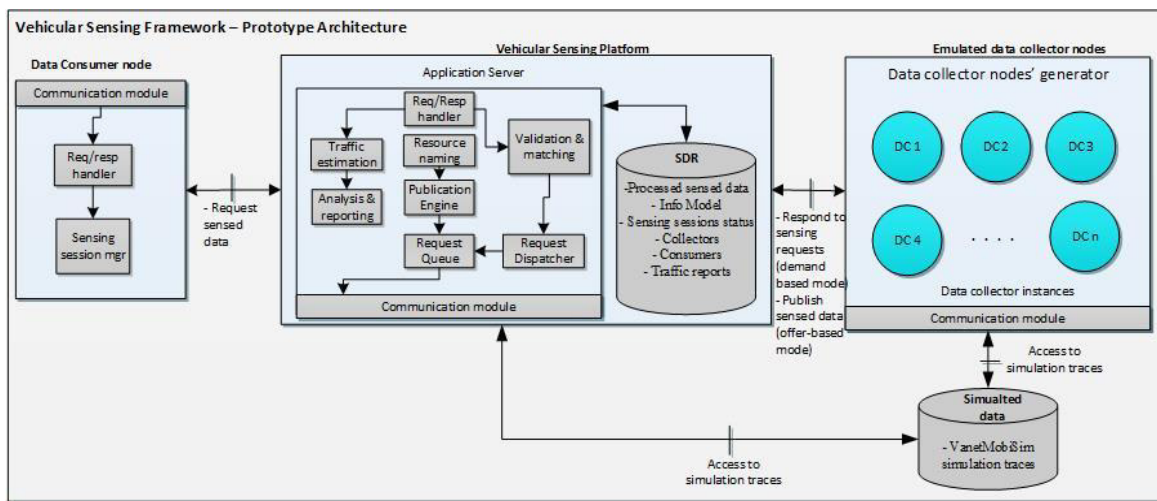 Vehicular Sensing Framework – Prototype Architecture
Data Consumer node
Communication module
Req/resp
handler
Sensing
session mgr
- Request
sensed
data
Vehicular Sensing Platform
Application Server
Req/Resp
handler
Traffic
estimation
Resource
naming
Validation &
matching
Analysis &
reporting
Publication
Engine
Request
Queue
Request
Dispatcher
Communication module
SDR
-Processed sensed data
- Info Model
- Sensing sessions status
- Collectors
- Consumers
- Traffic reports
- Respond to
sensing
requests
(demand
based mode)
- Publish
sensed data
(offer-based
mode)
Emulated data collector nodes
Data collector nodes’ generator
DC 1
DC2
DC3
DC 4
. . . .
DC n
Data collector instances
Communication module
Access to
simulation traces
Simualted
data
- VanetMobiSim
simulation traces
Access to
simulation traces